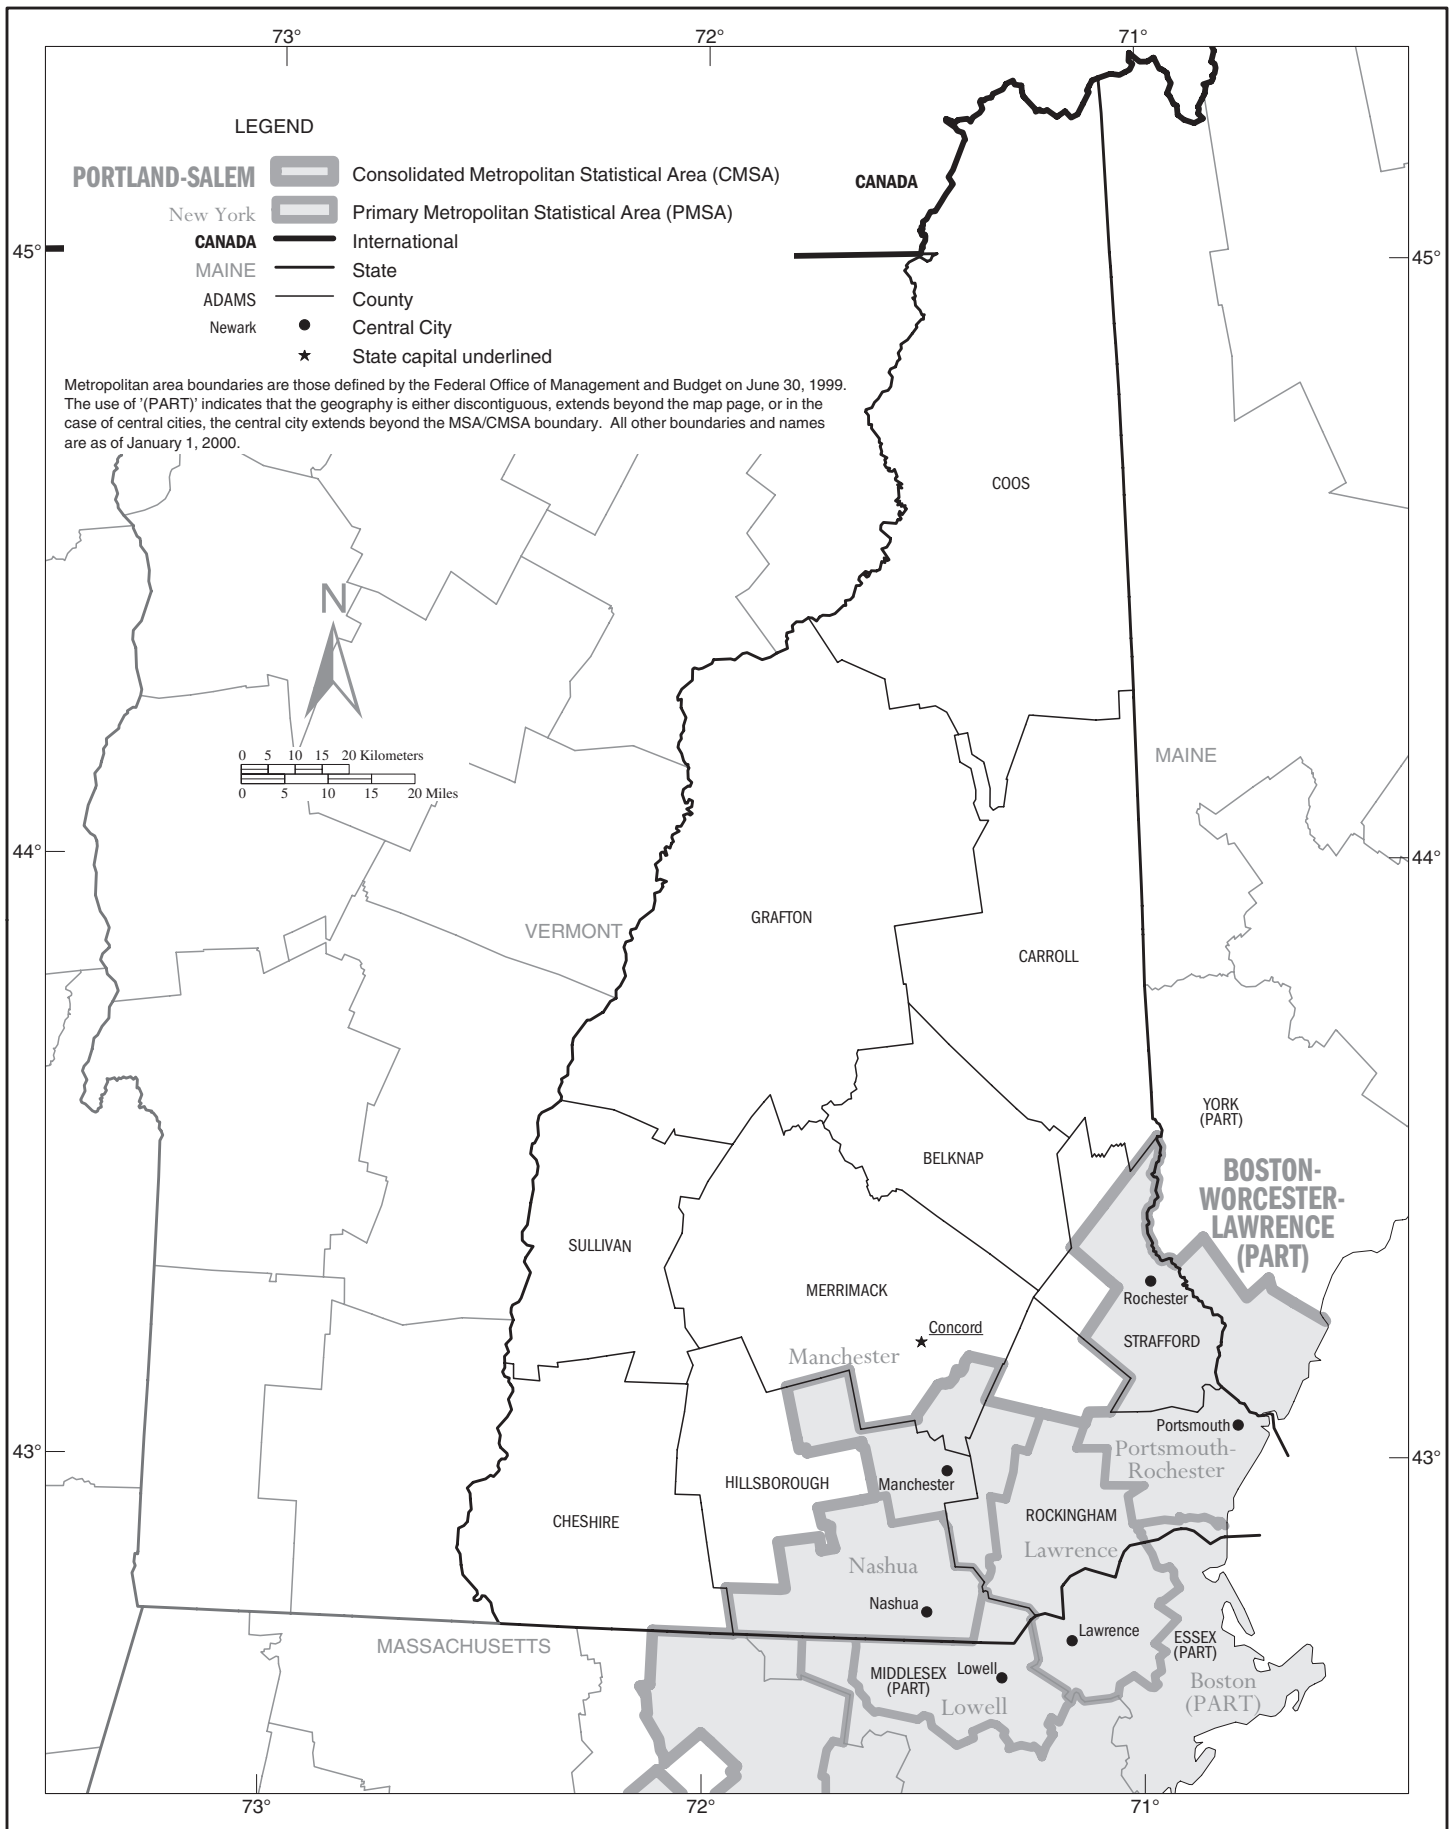 73°
72°
71°
LEGEND
PORTLAND-SALEM
Consolidated Metropolitan Statistical Area (CMSA)
New York
Primary Metropolitan Statistical Area (PMSA)
CANADA
International
MAINE
State
ADAMS
County
Newark
Central City
State capital underlined
Metropolitan area boundaries are those defined by the Federal Office of Management and Budget on June 30, 1999.
The use of '(PART)' indicates that the geography is either discontiguous, extends beyond the map page, or in the
case of central cities, the central city extends beyond the MSA/CMSA boundary. All other boundaries and names
are as of January 1, 2000.
CANADA
45°
45°
COOS
N
0 5 10 15 20 Kilometers
0 5 10 15 20 Miles
MAINE
44°
44°
GRAFTON
VERMONT
CARROLL
YORK
(PART)
BELKNAP
BOSTON-
WORCESTER-
LAWRENCE
(PART)
SULLIVAN
MERRIMACK
Rochester
Concord
STRAFFORD
Manchester
Portsmouth
43°
43°
Portsmouth-
Rochester
HILLSBOROUGH
Manchester
CHESHIRE
ROCKINGHAM
Lawrence
Nashua
Nashua
Lawrence
MASSACHUSETTS
ESSEX
(PART)
MIDDLESEX
(PART)
Lowell
Lowell
Boston
(PART)
73°
72°
71°